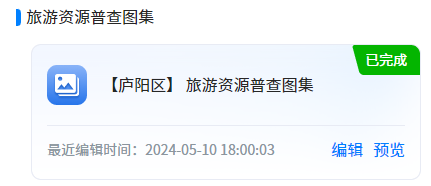 旅游资源普查图集
已完成
【庐阳区】 旅游资源普查图集
最近编辑时间：2024-05-10 18:00:03 编辑 预览